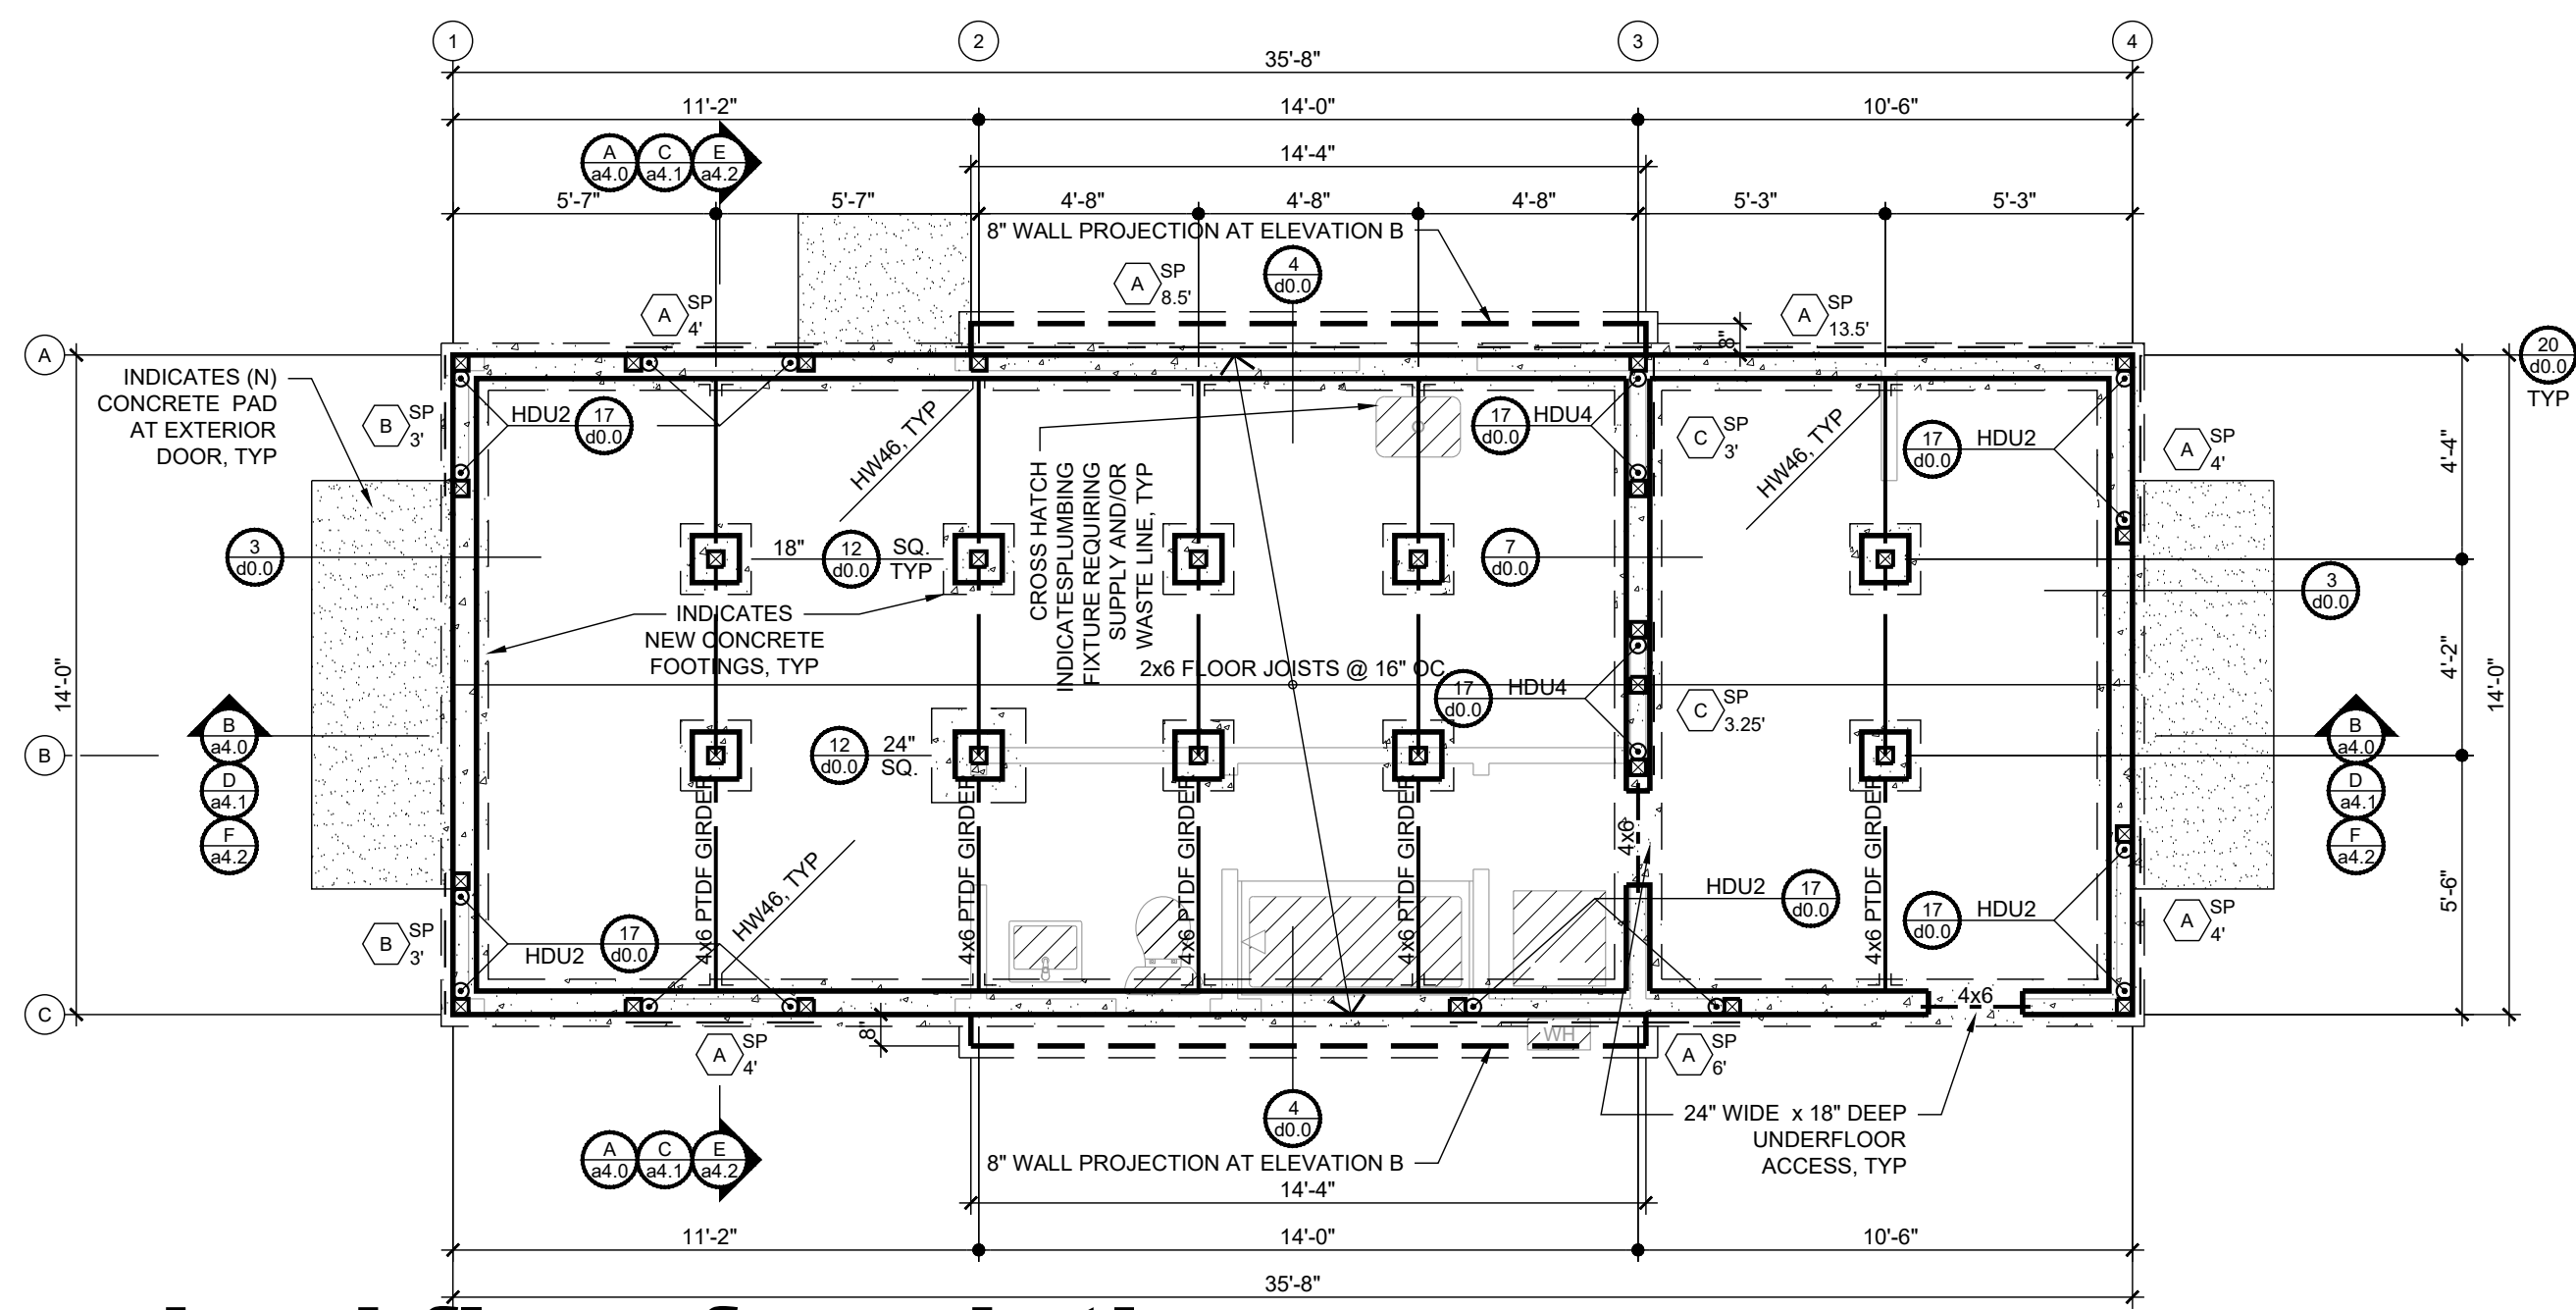 1
2
3
4
35'-8"
11'-2"
14'-0"
10'-6"
A
a4.0
C
a4.1
E
a4.2
14'-4"
5'-7"
5'-7"
4'-8"
4'-8"
4'-8"
5'-3"
5'-3"
8" WALL PROJECTION AT ELEVATION B
4
d0.0
A
SP
4'
A
SP
8.5'
A
SP
13.5'
8"
20
d0.0
TYP
A
INDICATES (N)
CONCRETE PAD
AT EXTERIOR
DOOR, TYP
B
SP
3'
HDU2
17
d0.0
HW46, TYP
CROSS HATCH
INDICATESPLUMBING
FIXTURE REQUIRING
SUPPLY AND/OR
WASTE LINE, TYP
17
d0.0
HDU4
C
SP
3'
HW46, TYP
17
d0.0
HDU2
A
SP
4'
4'-4"
3
d0.0
18"
12
d0.0
SQ.
TYP
7
d0.0
3
d0.0
INDICATES
NEW CONCRETE
FOOTINGS, TYP
2x6 FLOOR JOISTS @ 16" OC
14'-0"
17
d0.0
HDU4
C
SP
3.25'
4'-2"
14'-0"
B
B
a4.0
D
a4.1
F
a4.2
12
d0.0
24"
SQ.
B
a4.0
D
a4.1
F
a4.2
4x6 PTDF GIRDER
4x6 PTDF GIRDER
4x6 PTDF GIRDER
4x6 PTDF GIRDER
4x6
4x6 PTDF GIRDER
HW46, TYP
HDU2
17
d0.0
17
d0.0
HDU2
5'-6"
B
SP
3'
HDU2
17
d0.0
A
SP
4'
C
4x6
8"
WH
A
SP
4'
A
SP
6'
4
d0.0
24" WIDE x 18" DEEP
UNDERFLOOR
ACCESS, TYP
A
a4.0
C
a4.1
E
a4.2
8" WALL PROJECTION AT ELEVATION B
14'-4"
11'-2"
14'-0"
10'-6"
35'-8"